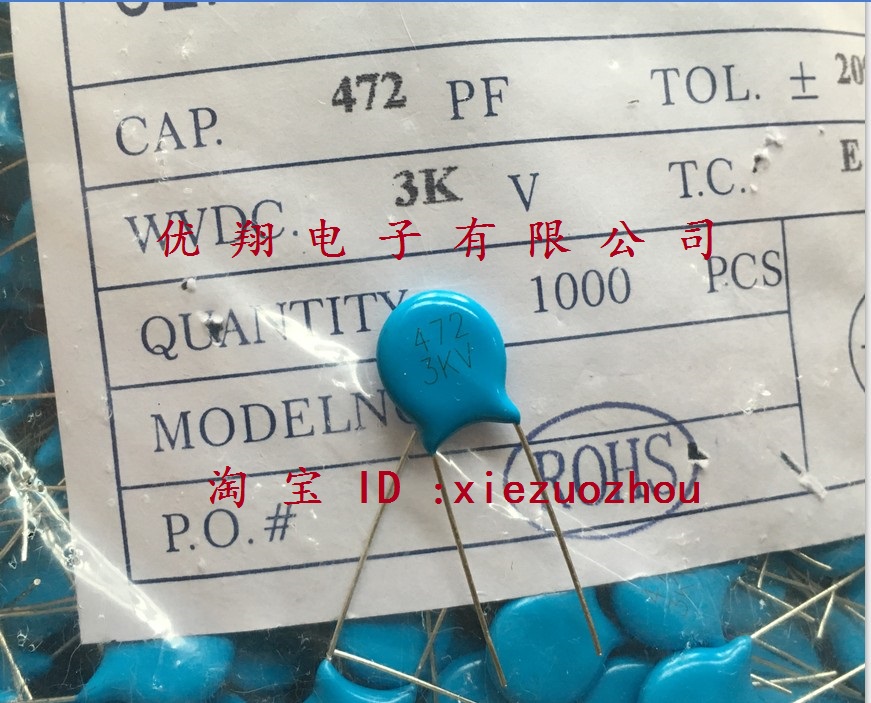 CAP. 472 PF TOL. ± 20
WVDC. 3K V T.C. E
优翔电子有限公司
QUANTITY 1000 PCS
472
3KV
MODELN
ROHS
淘宝 ID :xiezuozhou
P.O.#